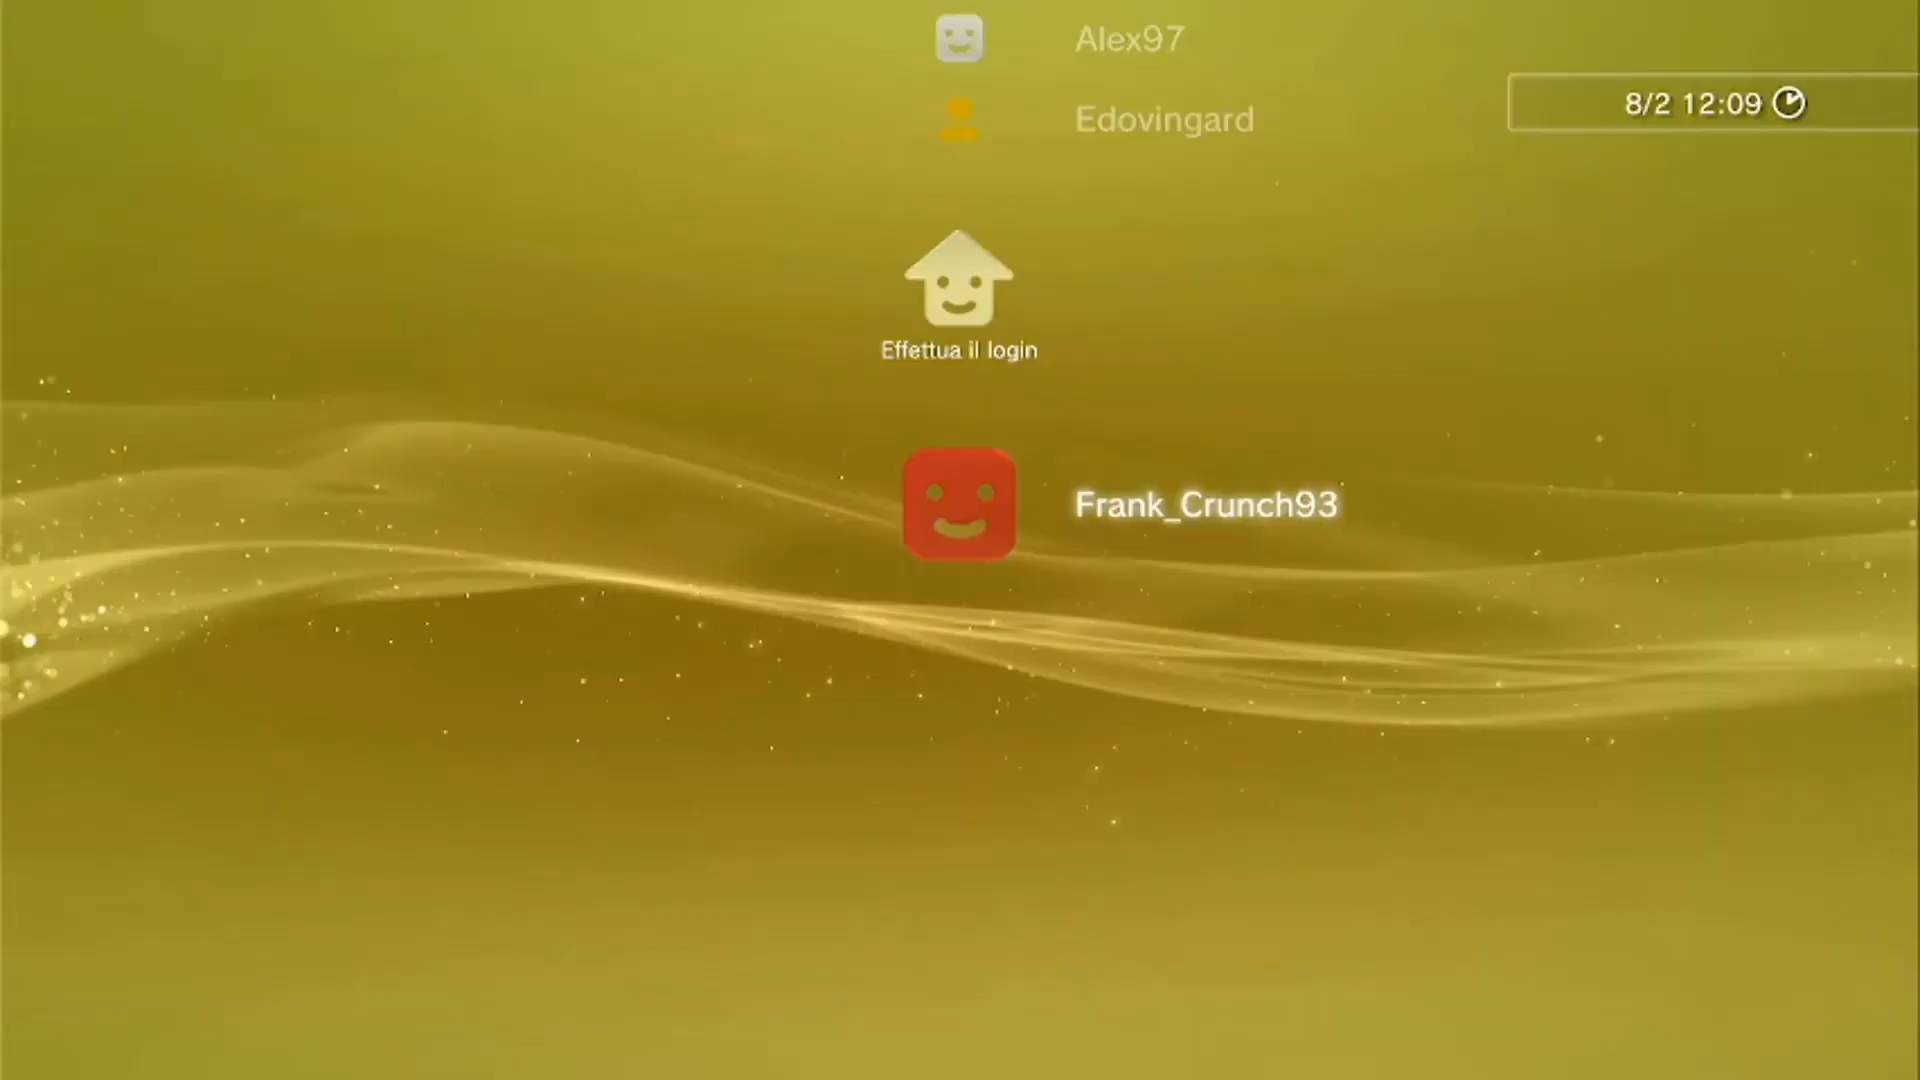 Alex97
Edovingard
8/2 12:09
Effettua il login
Frank_Crunch93